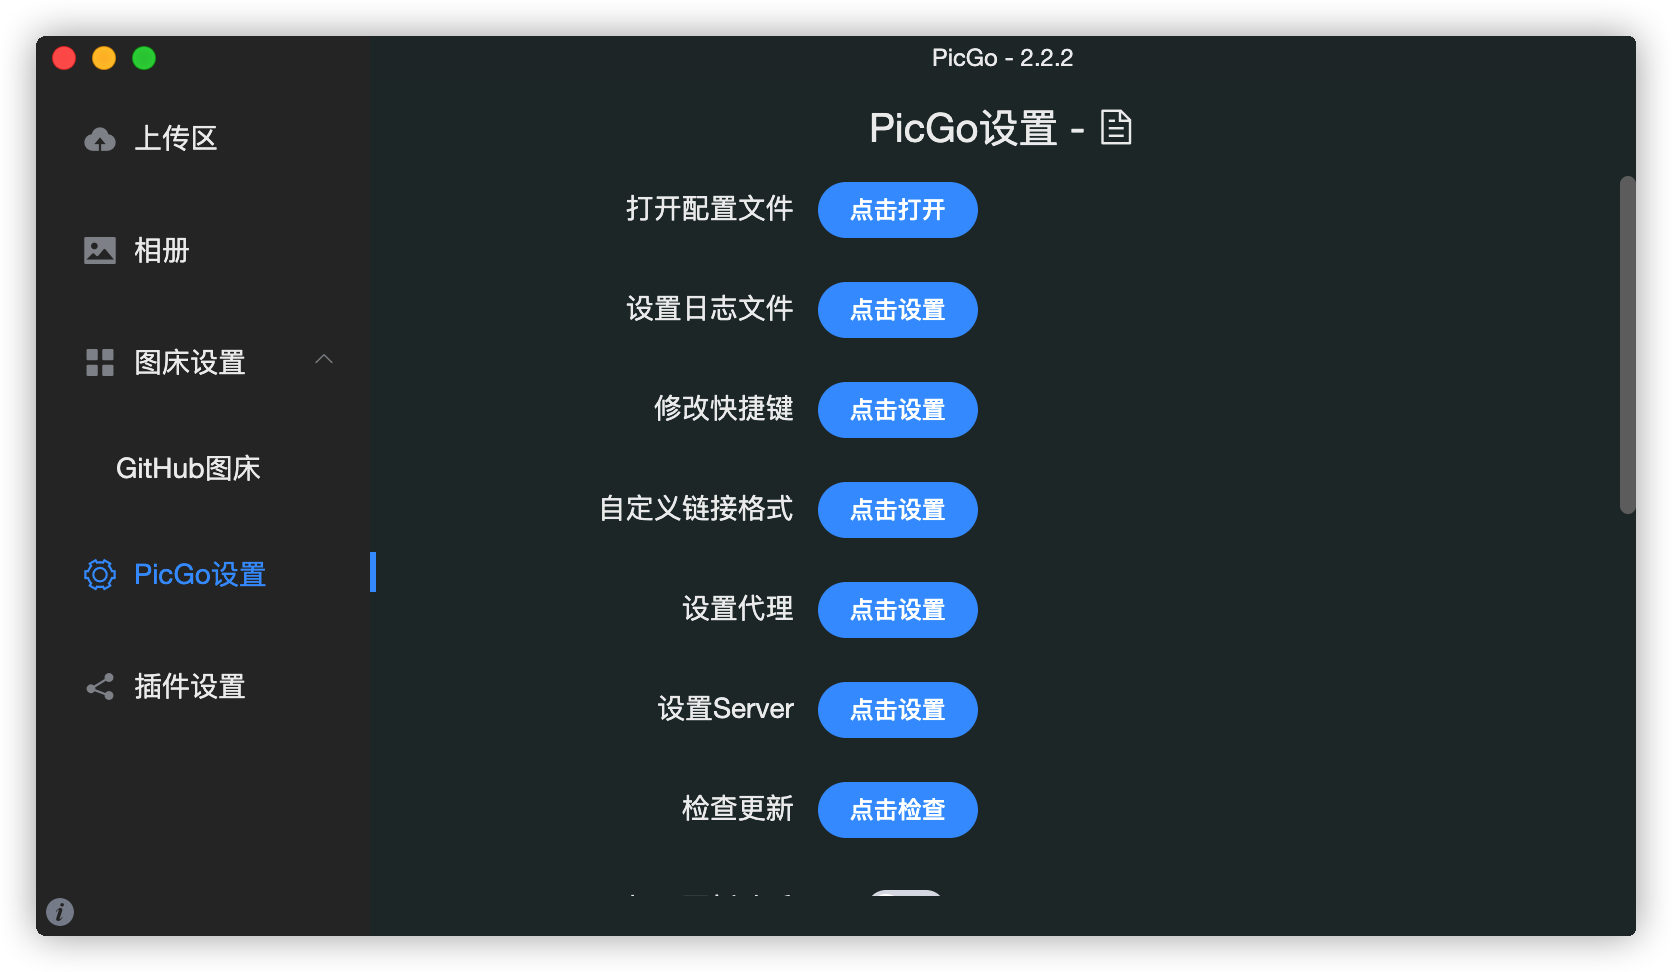 PicGo - 2.2.2
上传区
相册
图床设置
GitHub图床
PicGo设置
插件设置
PicGo设置 -
打开配置文件 点击打开
设置日志文件 点击设置
修改快捷键 点击设置
自定义链接格式 点击设置
设置代理 点击设置
设置Server 点击设置
检查更新 点击检查